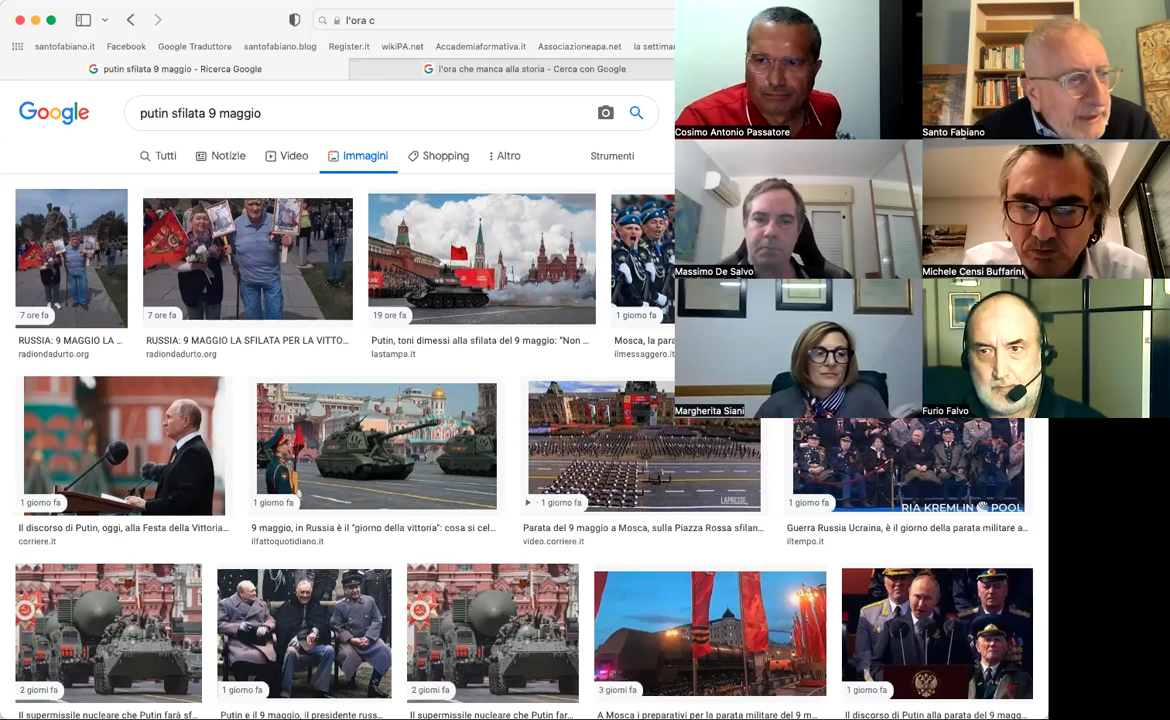 l'ora c
santofabiano.it Facebook Google Traduttore santofabiano.blog Register.it wikiPA.net Accademiaformativa.it Associazioneapa.net la settimar
putin sfilata 9 maggio - Ricerca Google
l'ora che manca alla storia - Cerca con Google
Google
putin sfilata 9 maggio
Tutti Notizie Video Immagini Shopping Altro Strumenti
7 ore fa
7 ore fa
19 ore fa
1 giorno fa
RUSSIA: 9 MAGGIO LA ...
radiondadurto.org
RUSSIA: 9 MAGGIO LA SFILATA PER LA VITTO...
radiondadurto.org
Putin, toni dimessi alla sfilata del 9 maggio: "Non ...
lastampa.it
Mosca, la para
ilmessaggero.it
1 giorno fa
1 giorno fa
1 giorno fa
LAPRESSE
1 giorno fa
RIA KREMLIN POOL
Il discorso di Putin, oggi, alla Festa della Vittoria...
corriere.it
9 maggio, in Russia è il "giorno della vittoria": cosa si cel...
ilfattoquotidiano.it
Parata del 9 maggio a Mosca, sulla Piazza Rossa sfilan...
video.corriere.it
Guerra Russia Ucraina, è il giorno della parata militare a...
iltempo.it
2 giorni fa
1 giorno fa
2 giorni fa
3 giorni fa
1 giorno fa
Il supermissile nucleare che Putin farà sf...
Putin e il 9 maggio, il presidente russ...
Il supermissile nucleare che Putin far...
A Mosca i preparativi per la parata militare del 9 m...
Il discorso di Putin alla parata del 9 magg...
Cosimo Antonio Passatore
Santo Fabiano
Massimo De Salvo
Michele Censi Buffarini
Margherita Siani
Furio Falvo